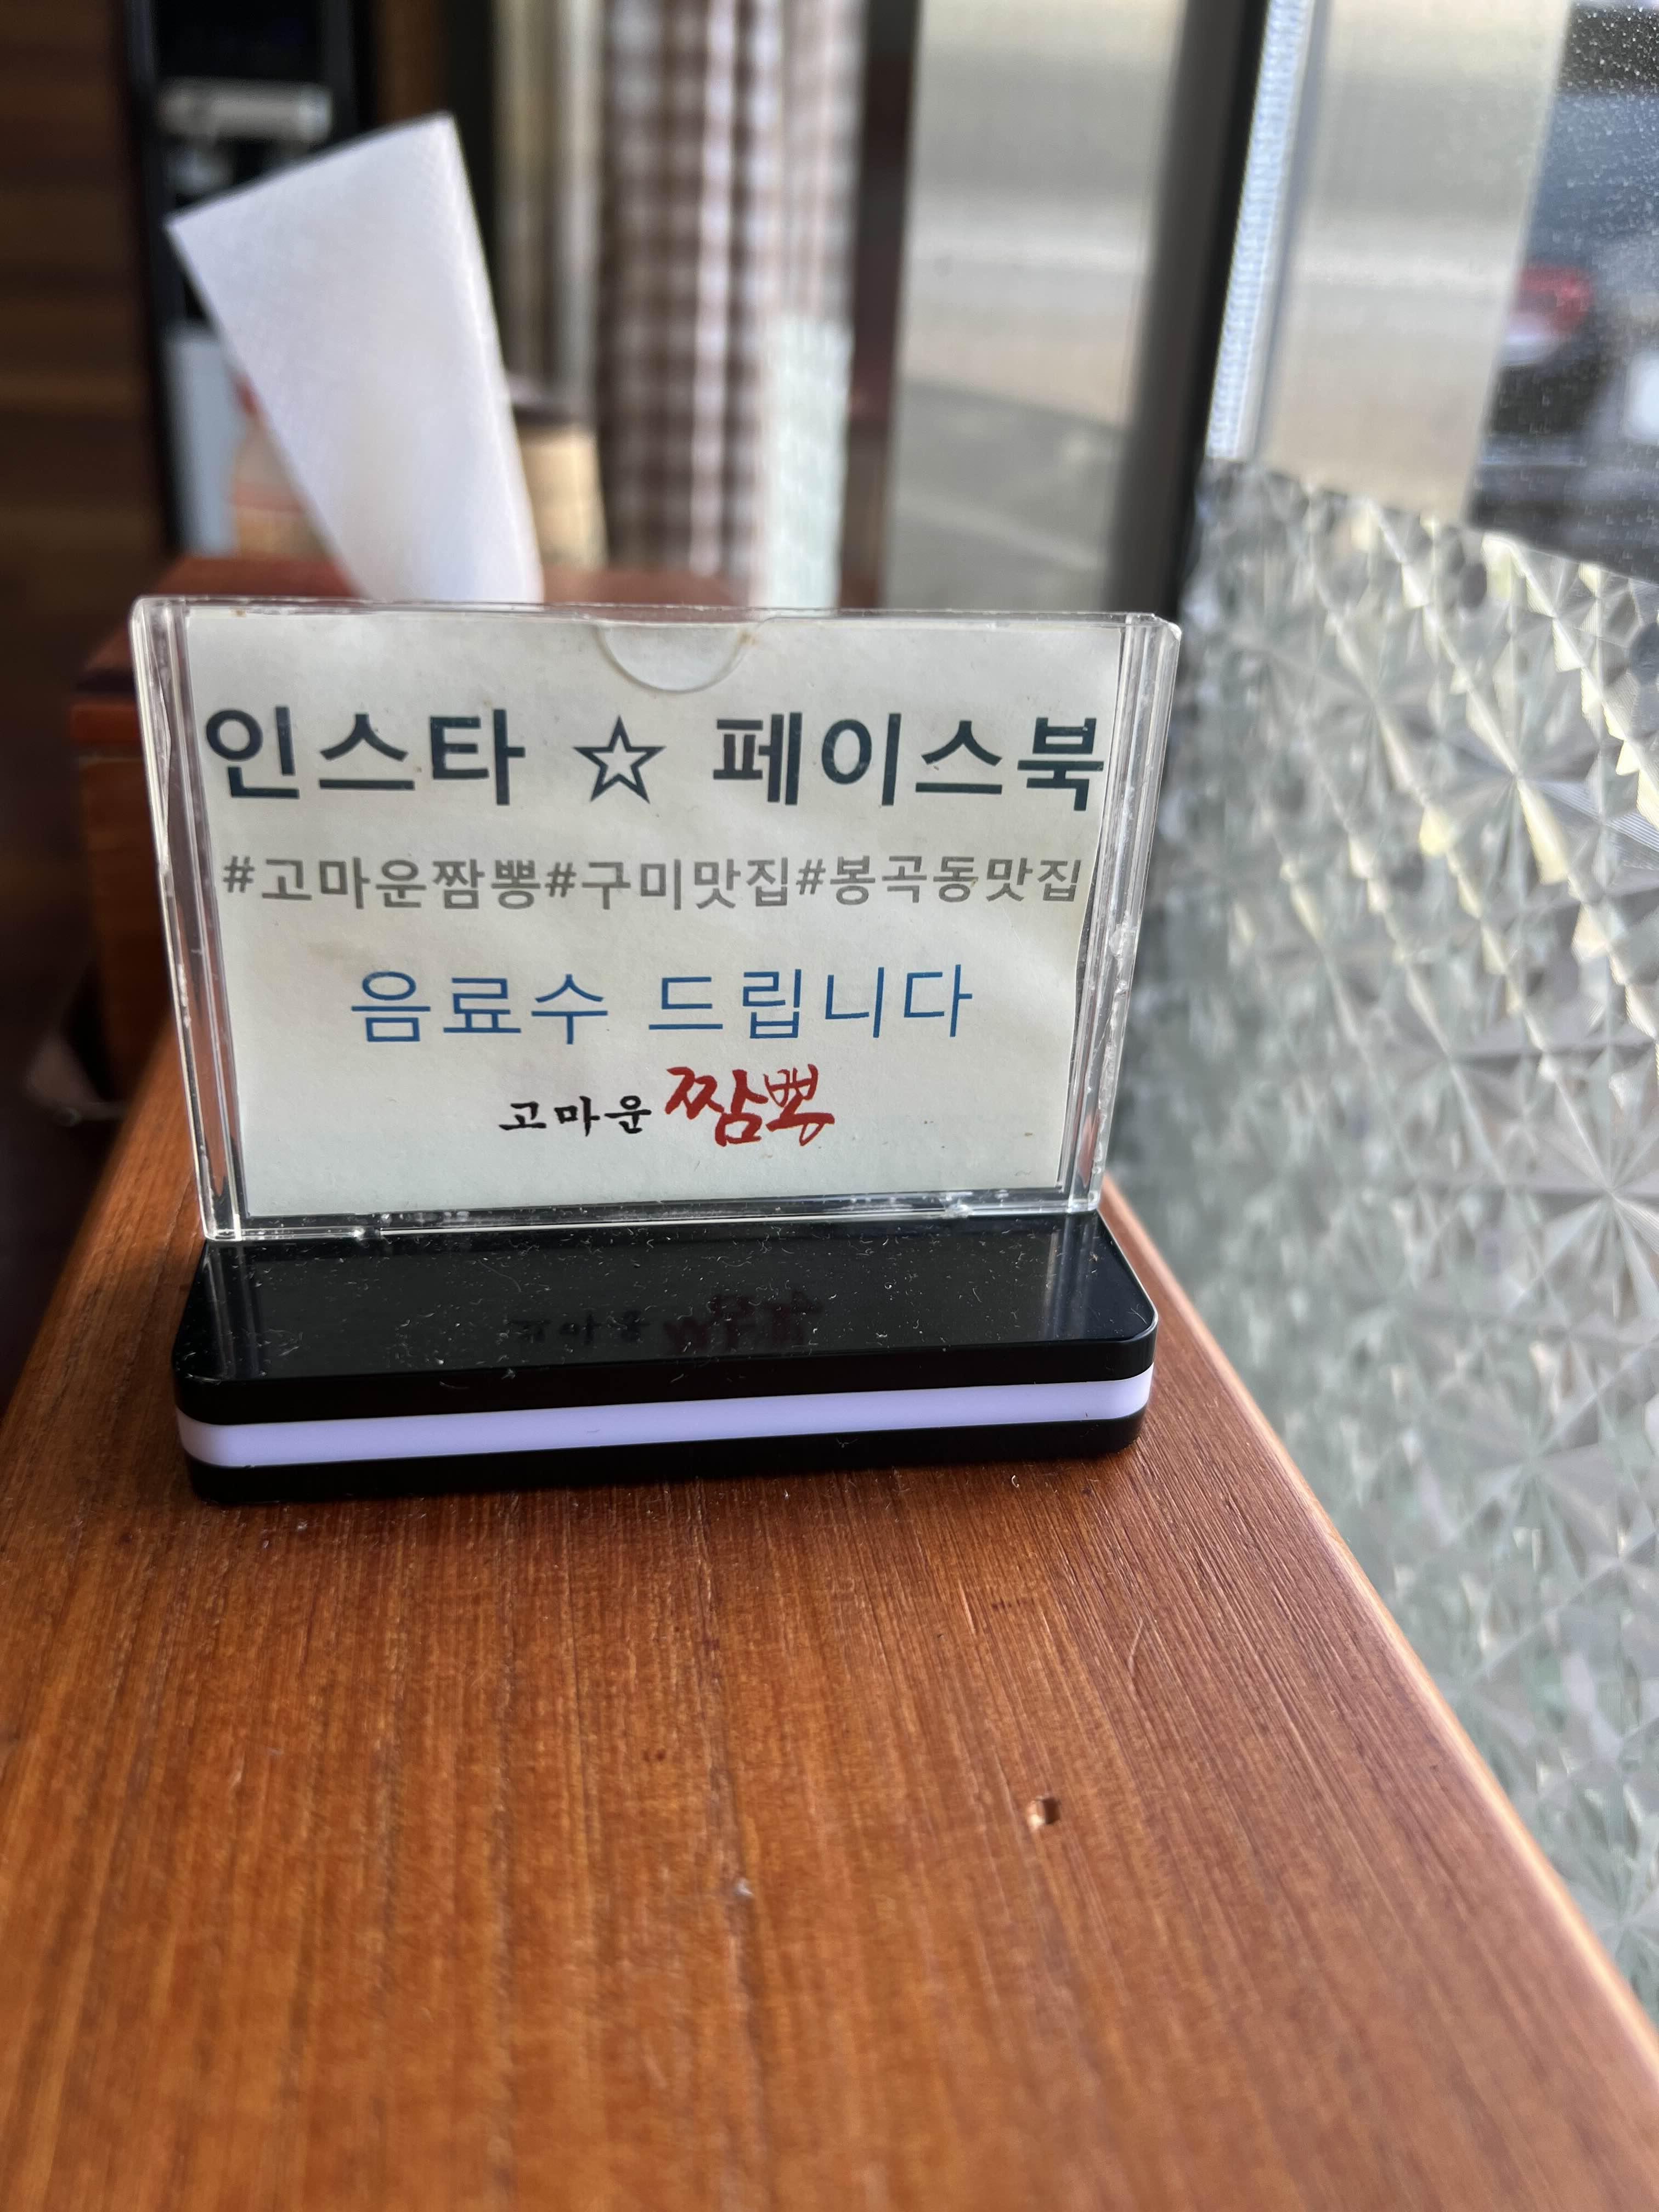 인스타 ☆ 페이스북
#고마운짬뽕#구미맛집#봉곡동맛집
음료수 드립니다
고마운 짬뽕